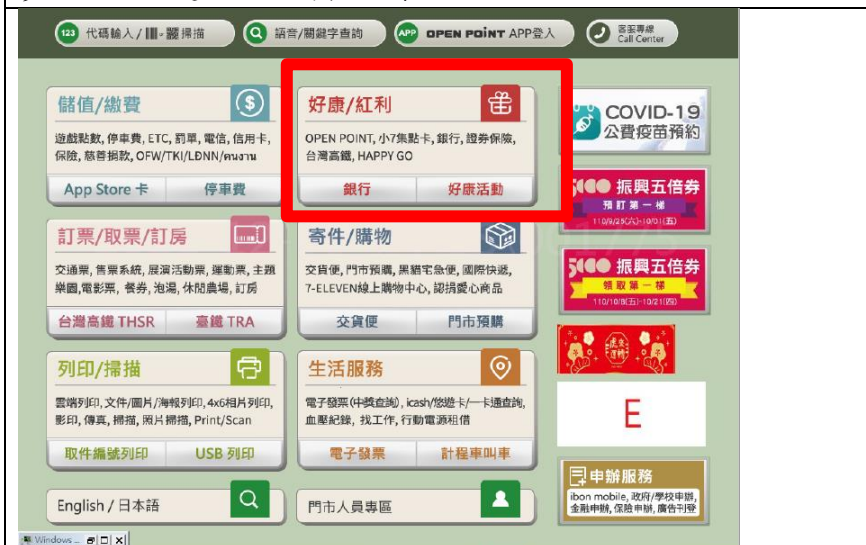 123 代碼輸入/掃描
語音/關鍵字查詢
APP OPEN POINT APP登入
客服專線
Call Center
儲值/繳費
遊戲點數, 停車費, ETC, 罰單, 電信, 信用卡,
保險, 慈善捐款, OFW/TKI/LĐNN/คนงาน
App Store 卡
停車費
好康/紅利
OPEN POINT, 小7集點卡, 銀行, 證券保險,
台灣高鐵, HAPPY GO
銀行
好康活動
COVID-19
公費疫苗預約
振興五倍券
預訂第一梯
110/9/25(六)-10/01(五)
訂票/取票/訂房
交通票, 售票系統, 展演活動票, 運動票, 主題
樂園,電影票, 餐券, 泡湯, 休閒農場, 訂房
台灣高鐵 THSR
臺鐵 TRA
寄件/購物
交貨便, 門市預購, 黑貓宅急便, 國際快遞,
7-ELEVEN線上購物中心, 認捐愛心商品
交貨便
門市預購
振興五倍券
領取第一梯
110/10/8(五)-10/21(四)
列印/掃描
雲端列印, 文件/圖片/海報列印, 4x6相片列印,
影印, 傳真, 掃描, 照片掃描, Print/Scan
取件編號列印
USB 列印
生活服務
電子發票(中獎查詢), icash/悠遊卡/一卡通查詢,
血壓紀錄, 找工作, 行動電源租借
電子發票
計程車叫車
E
申辦服務
ibon mobile, 政府/學校申辦,
金融申辦, 保險申辦, 廣告刊登
English / 日本語
門市人員專區
Windows ...